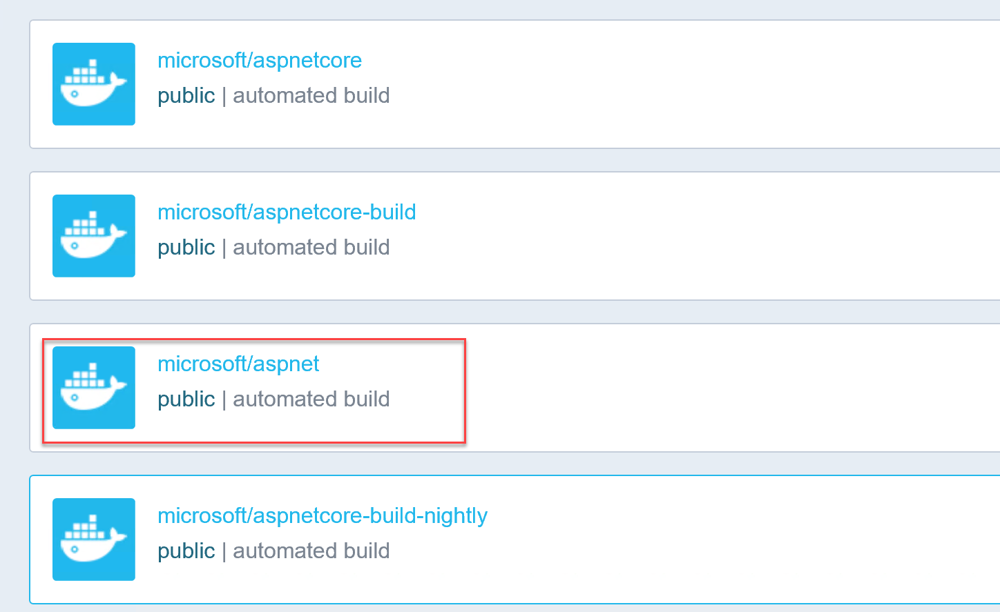 microsoft/aspnetcore
public | automated build
microsoft/aspnetcore-build
public | automated build
microsoft/aspnet
public | automated build
microsoft/aspnetcore-build-nightly
public | automated build